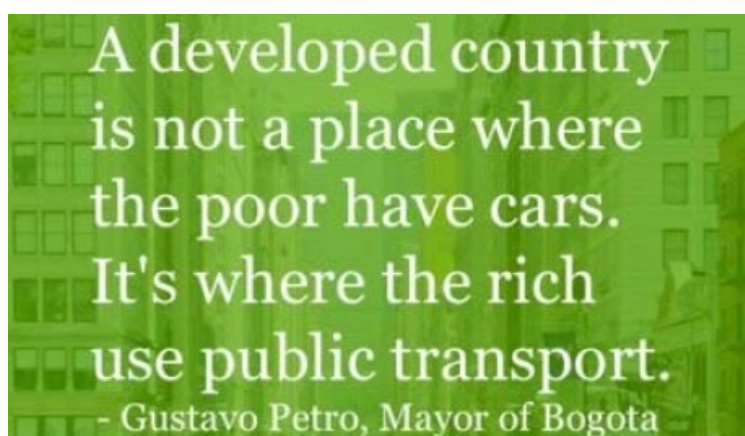 A developed country
is not a place where
the poor have cars.
It's where the rich
use public transport.
- Gustavo Petro, Mayor of Bogota